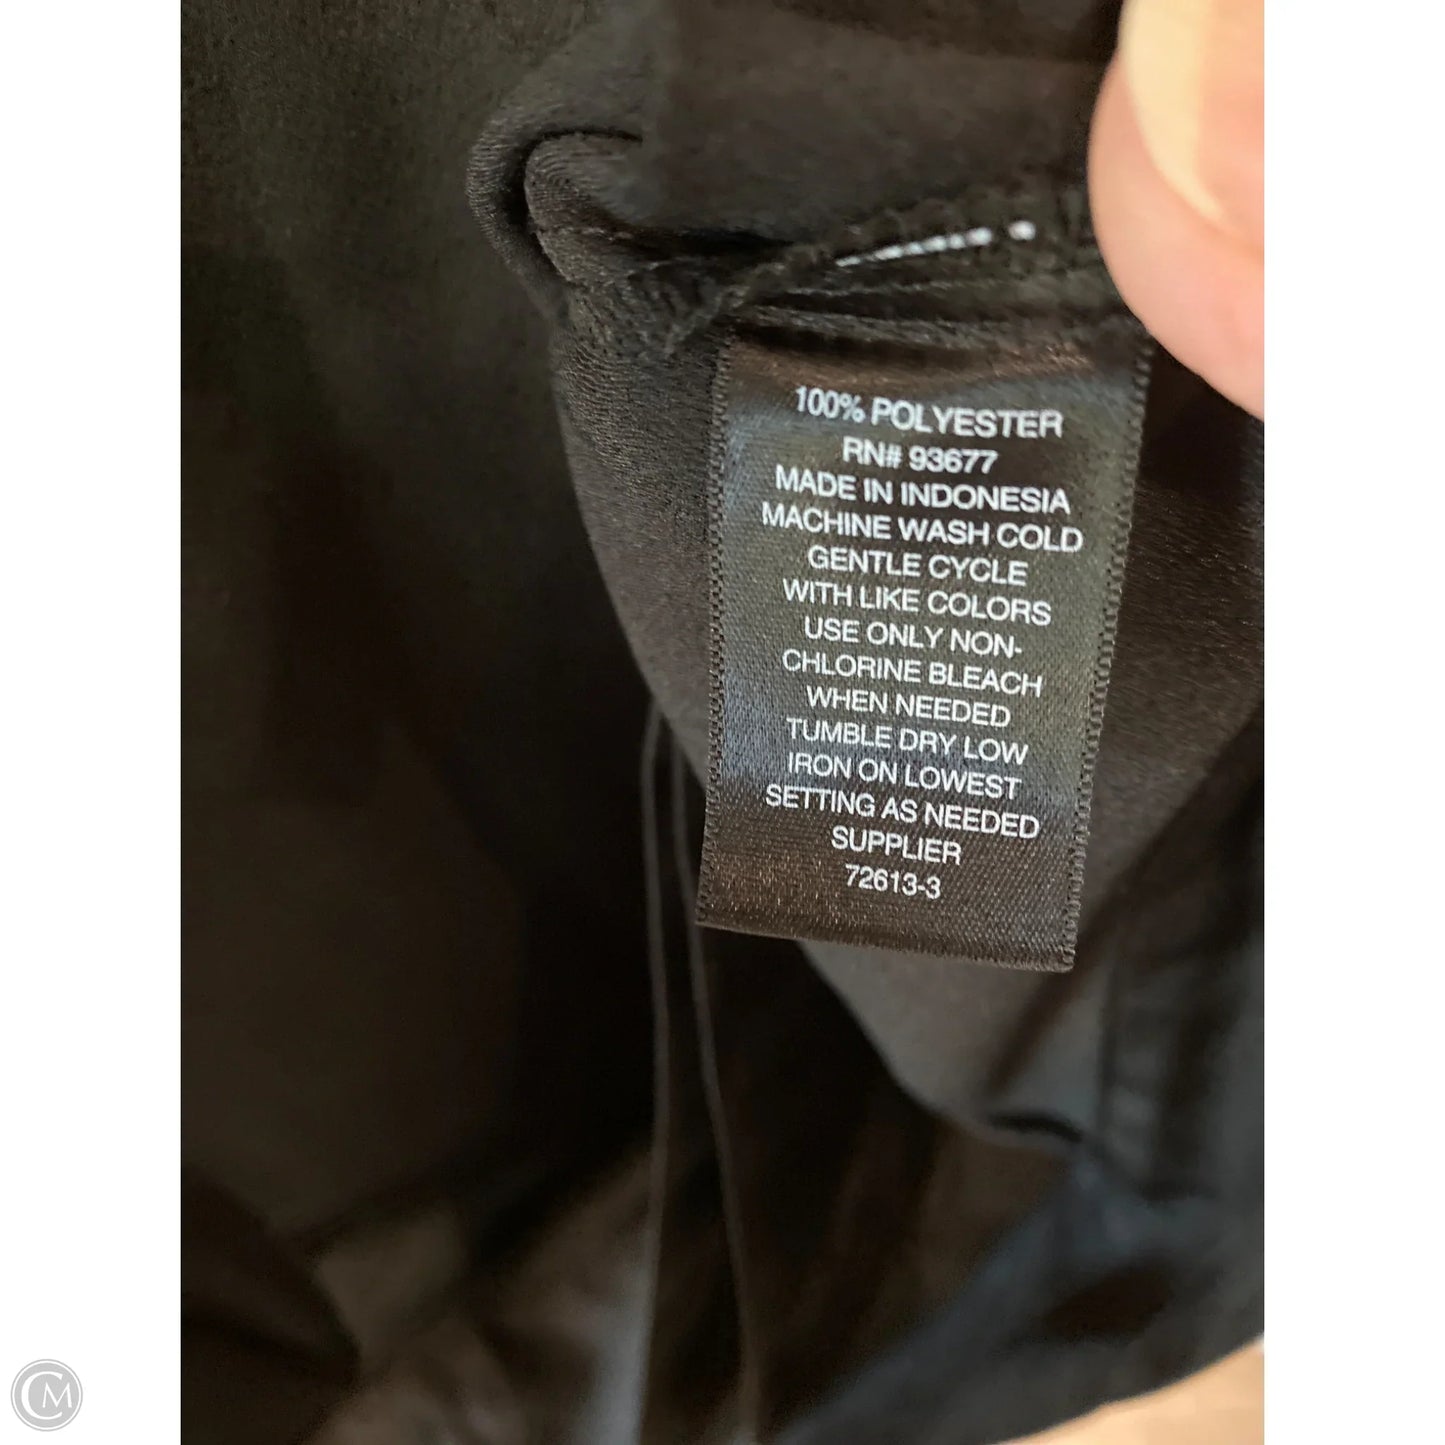 100% POLYESTER
RN# 93677
MADE IN INDONESIA
MACHINE WASH COLD
GENTLE CYCLE
WITH LIKE COLORS
USE ONLY NON-
CHLORINE BLEACH
WHEN NEEDED
TUMBLE DRY LOW
IRON ON LOWEST
SETTING AS NEEDED
SUPPLIER
72613-3
CM